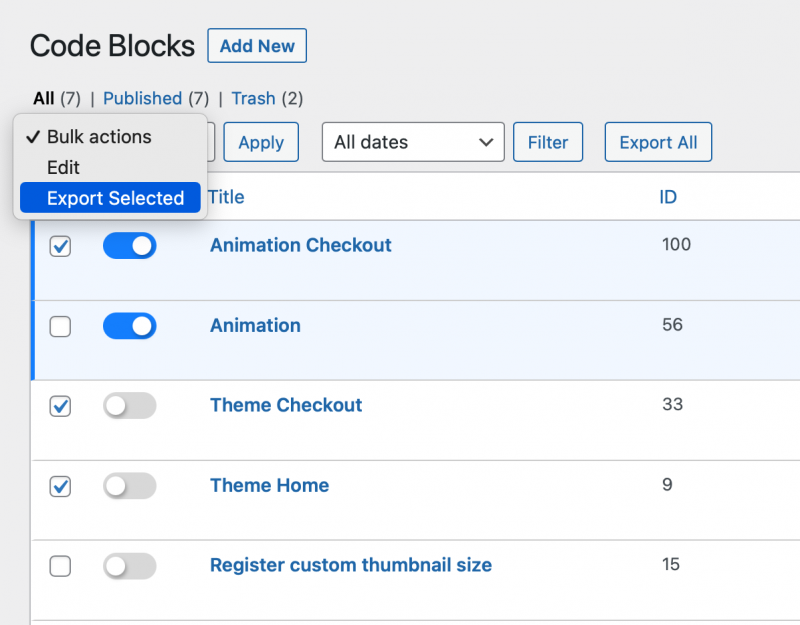 Code Blocks Add New
All (7) | Published (7) | Trash (2)
Bulk actions
Edit
Export Selected
Apply All dates Filter Export All
Title ID
Animation Checkout 100
Animation 56
Theme Checkout 33
Theme Home 9
Register custom thumbnail size 15